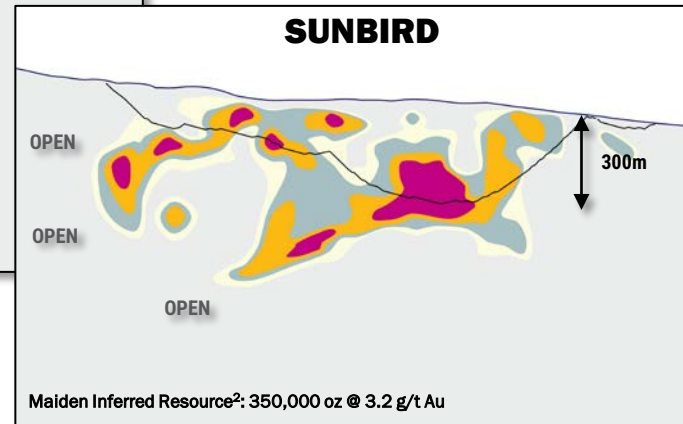 SUNBIRD
OPEN
300m
OPEN
OPEN
Maiden Inferred Resource²: 350,000 oz @ 3.2 g/t Au